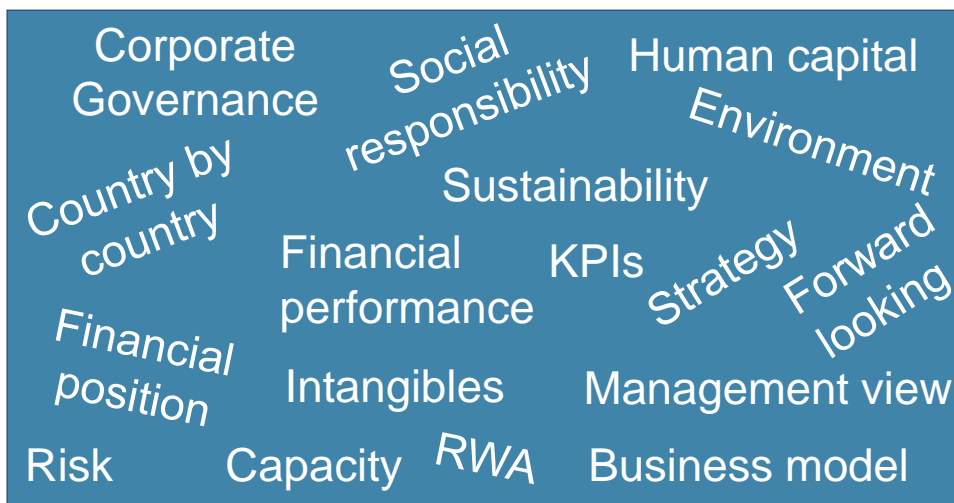 Corporate
Governance
Social
responsibility
Human capital
Environment
Country by
country
Sustainability
Financial
performance
KPIs
Strategy
Forward
looking
Financial
position
Intangibles
Management view
Risk
Capacity
RWA
Business model